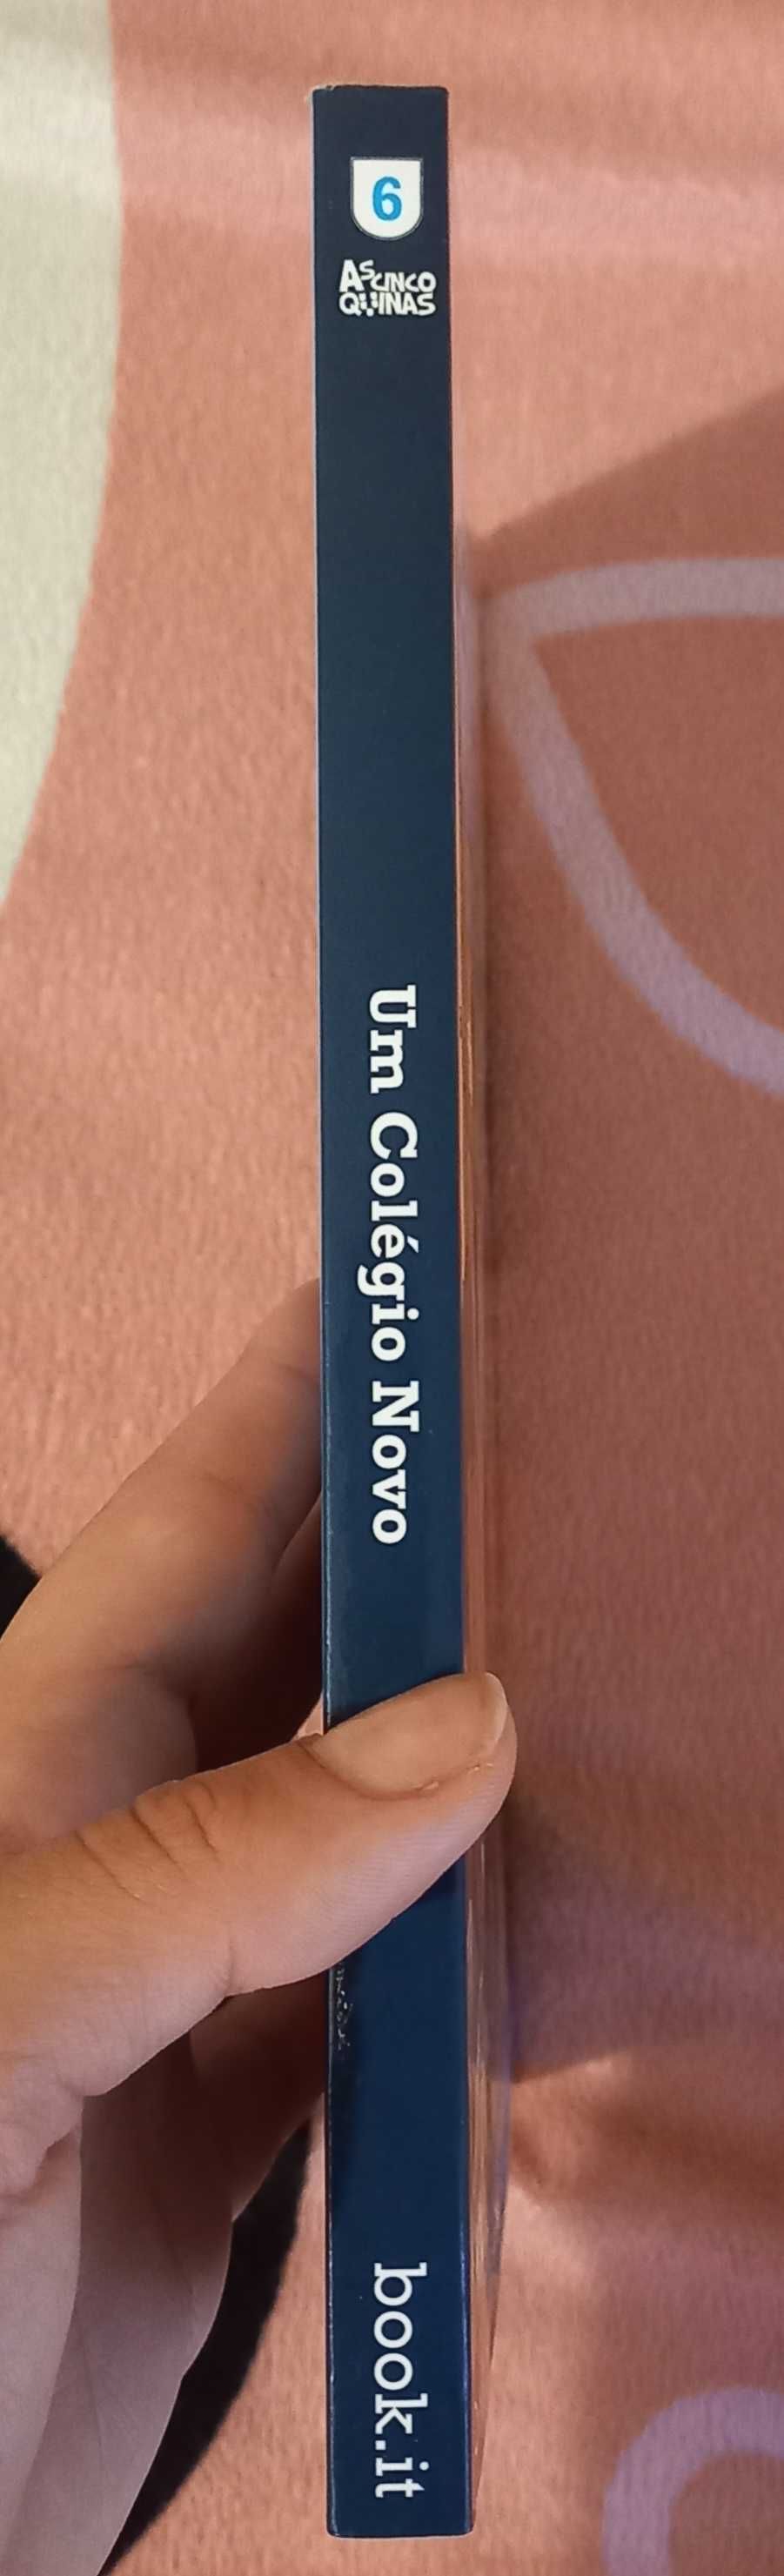 6
AS CINCO
QUINAS
Um Colégio Novo
book.it